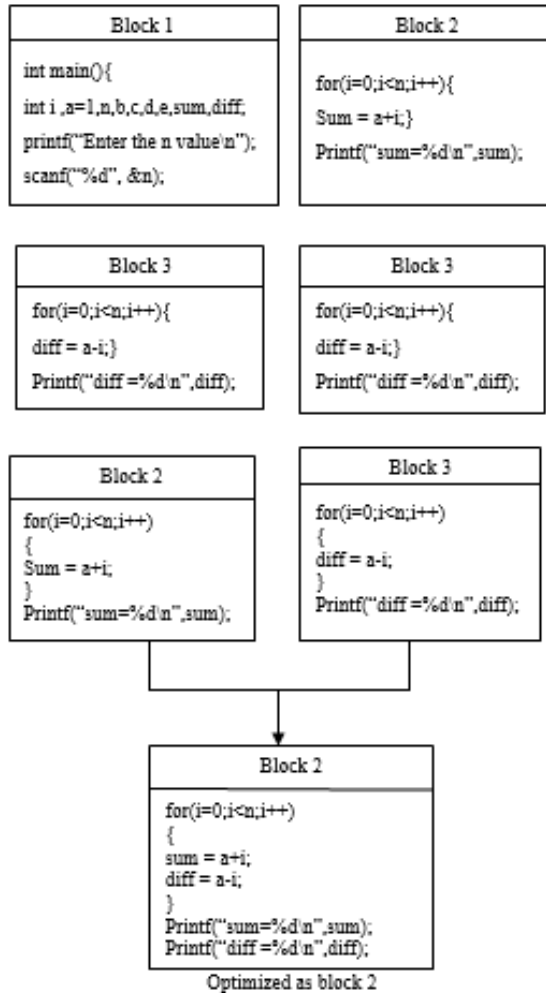 Block 1
int main(){
int i ,a=1,n,b,c,d,e,sum,diff;
printf(“Enter the n value\n”);
scanf(“%d”, &n);
Block 2
for(i=0;i<n;i++){
Sum = a+i;}
Printf(“sum=%d\n”,sum);
Block 3
for(i=0;i<n;i++){
diff = a-i;}
Printf(“diff =%d\n”,diff);
Block 3
for(i=0;i<n;i++){
diff = a-i;}
Printf(“diff =%d\n”,diff);
Block 2
for(i=0;i<n;i++)
{
Sum = a+i;
}
Printf(“sum=%d\n”,sum);
Block 3
for(i=0;i<n;i++)
{
diff = a-i;
}
Printf(“diff =%d\n”,diff);
Block 2
for(i=0;i<n;i++)
{
sum = a+i;
diff = a-i;
}
Printf(“sum=%d\n”,sum);
Printf(“diff =%d\n”,diff);
Optimized as block 2